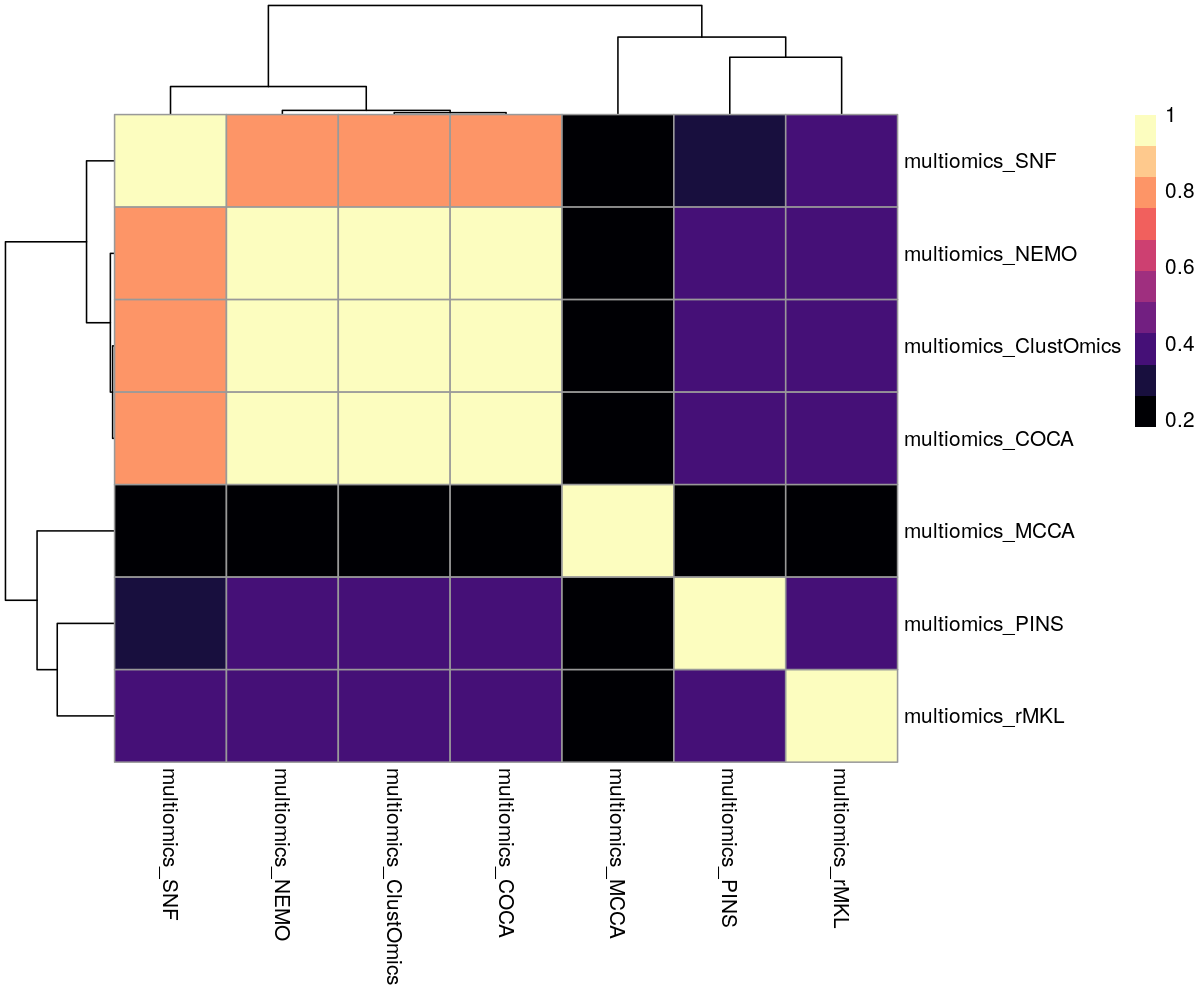 1
multiomics_SNF
0.8
multiomics_NEMO
0.6
multiomics_ClustOmics
0.4
0.2
multiomics_COCA
multiomics_MCCA
multiomics_PINS
multiomics_rMKL
multiomics_SNF
multiomics_NEMO
multiomics_ClustOmics
multiomics_COCA
multiomics_MCCA
multiomics_PINS
multiomics_rMKL